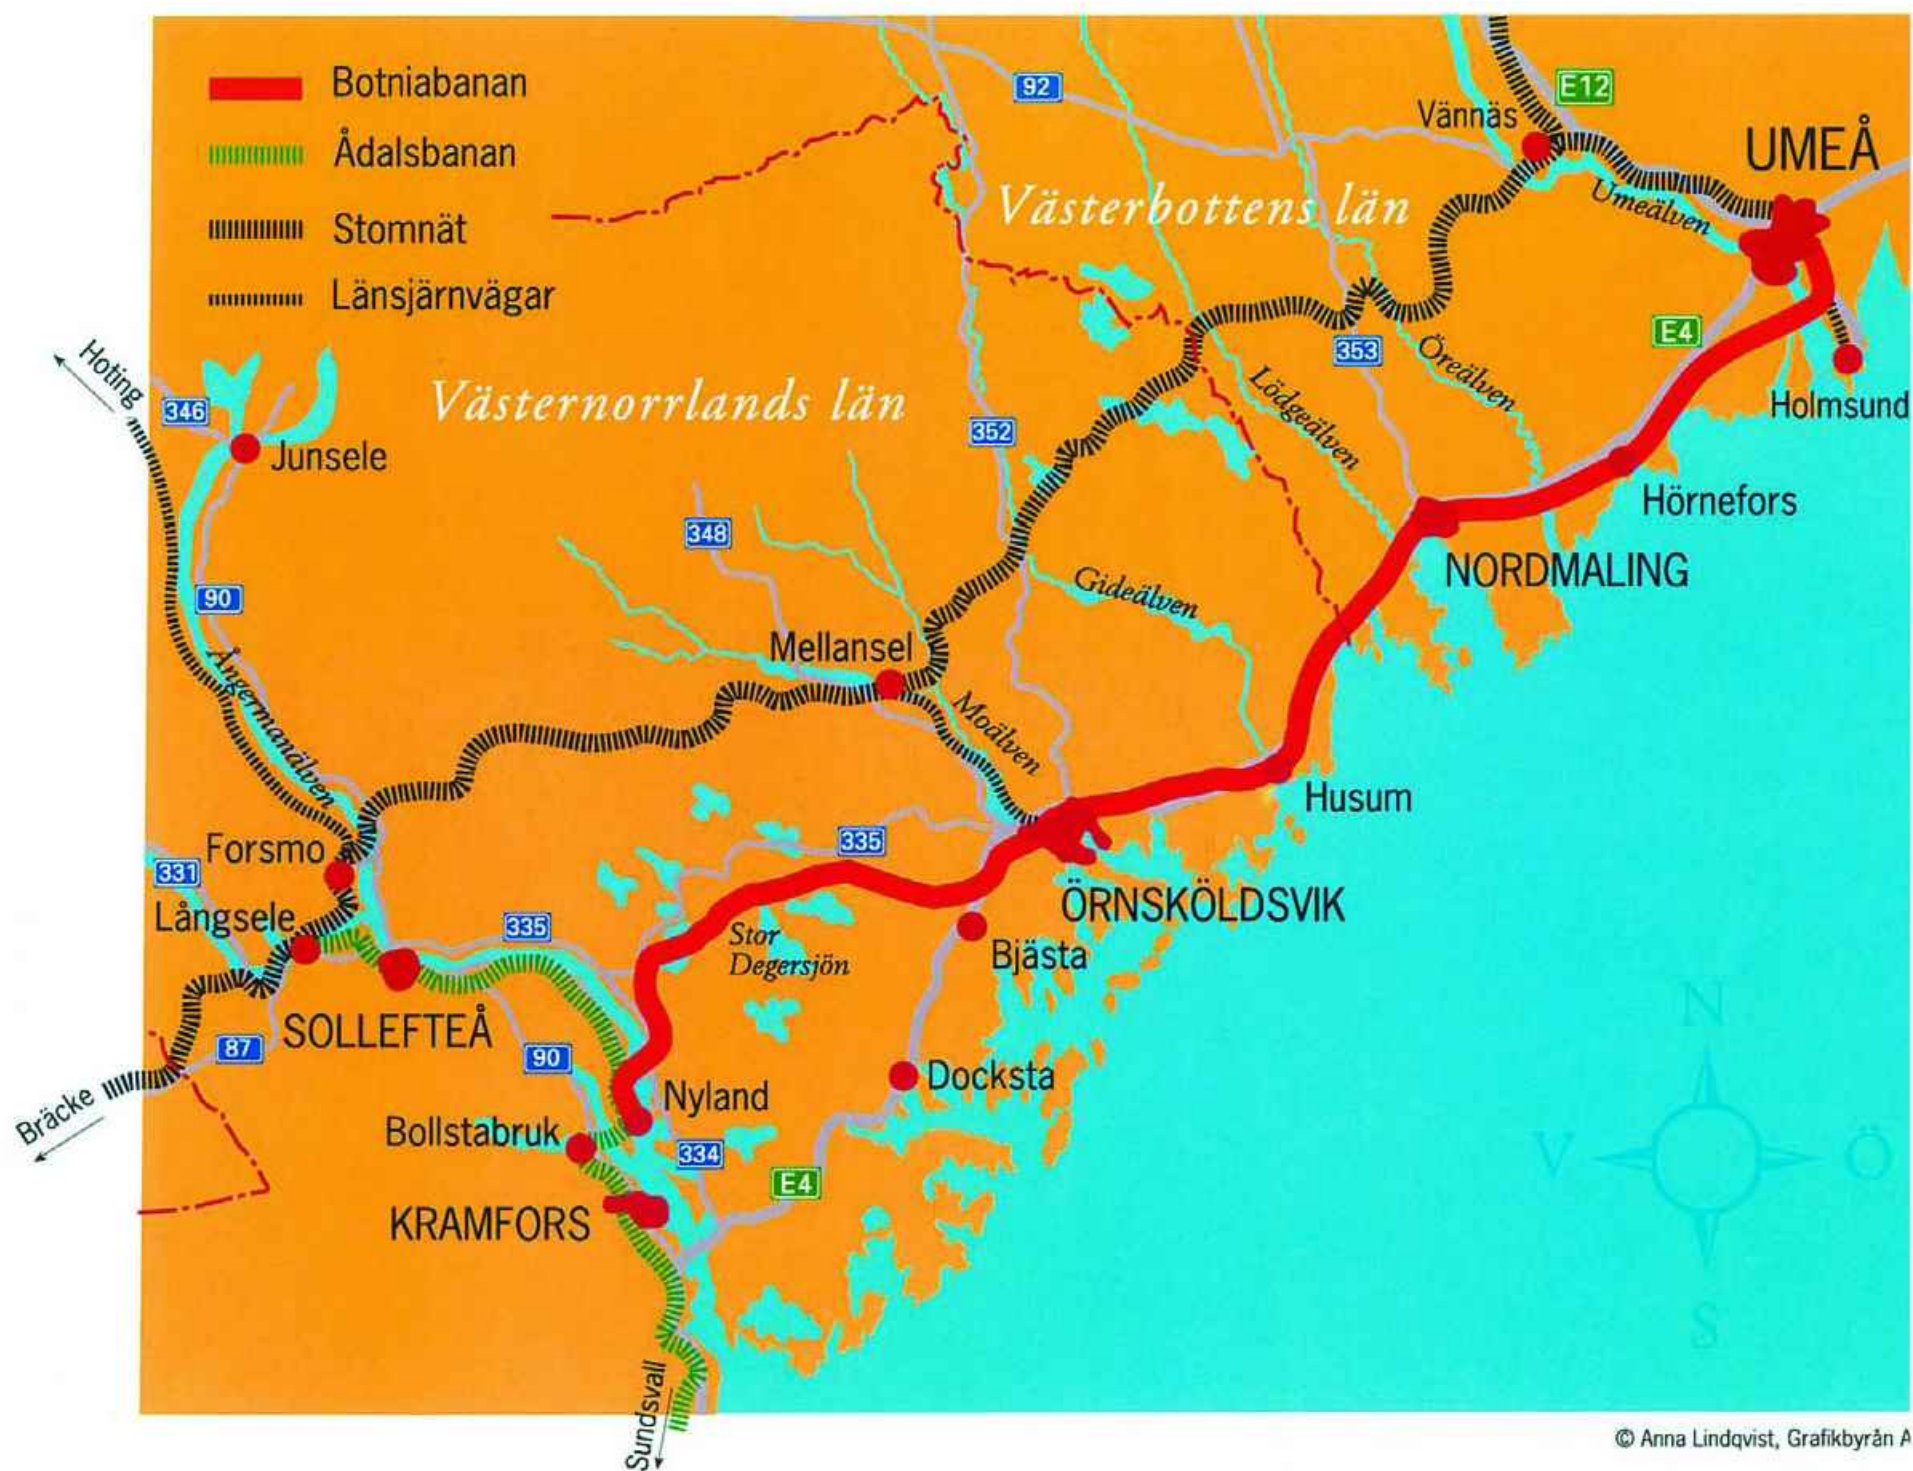 Botniabanan
Ådalsbanan
Stomnät
Länsjärnvägar
92
E12
Vännäs
UMEÅ
Västerbottens län
Umeälven
E4
353
Öreälven
Lödgeälven
Holmsund
Hoting
346
Västernorrlands län
352
Junsele
Hörnefors
348
NORDMALING
90
Gideälven
Mellansel
Ångermanälven
Moälven
Husum
335
Forsmo
331
Långsele
335
ÖRNSKÖLDSVIK
Stor
Degersjön
Bjästa
SOLLEFTEÅ
87
90
Docksta
Nyland
Bräcke
Bollstabruk
334
E4
KRAMFORS
N
V
Ö
S
Sundsvall
© Anna Lindqvist, Grafikbyrån A